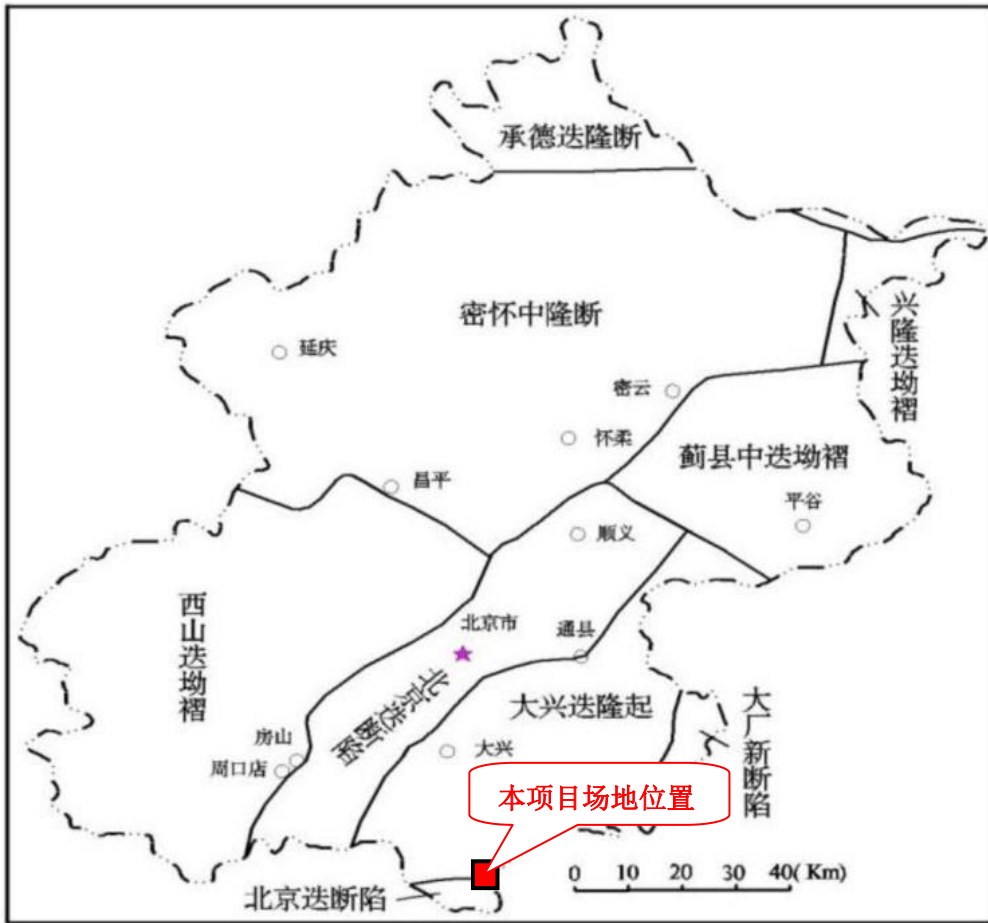 承德迭隆断
密怀中隆断
兴隆迭坳褶
延庆
密云
怀柔
蓟县中迭坳褶
昌平
平谷
顺义
西山迭坳褶
北京市
通县
北京迭断陷
大兴迭隆起
大厂新断陷
房山
大兴
周口店
本项目场地位置
0 10 20 30 40( Km)
北京迭断陷